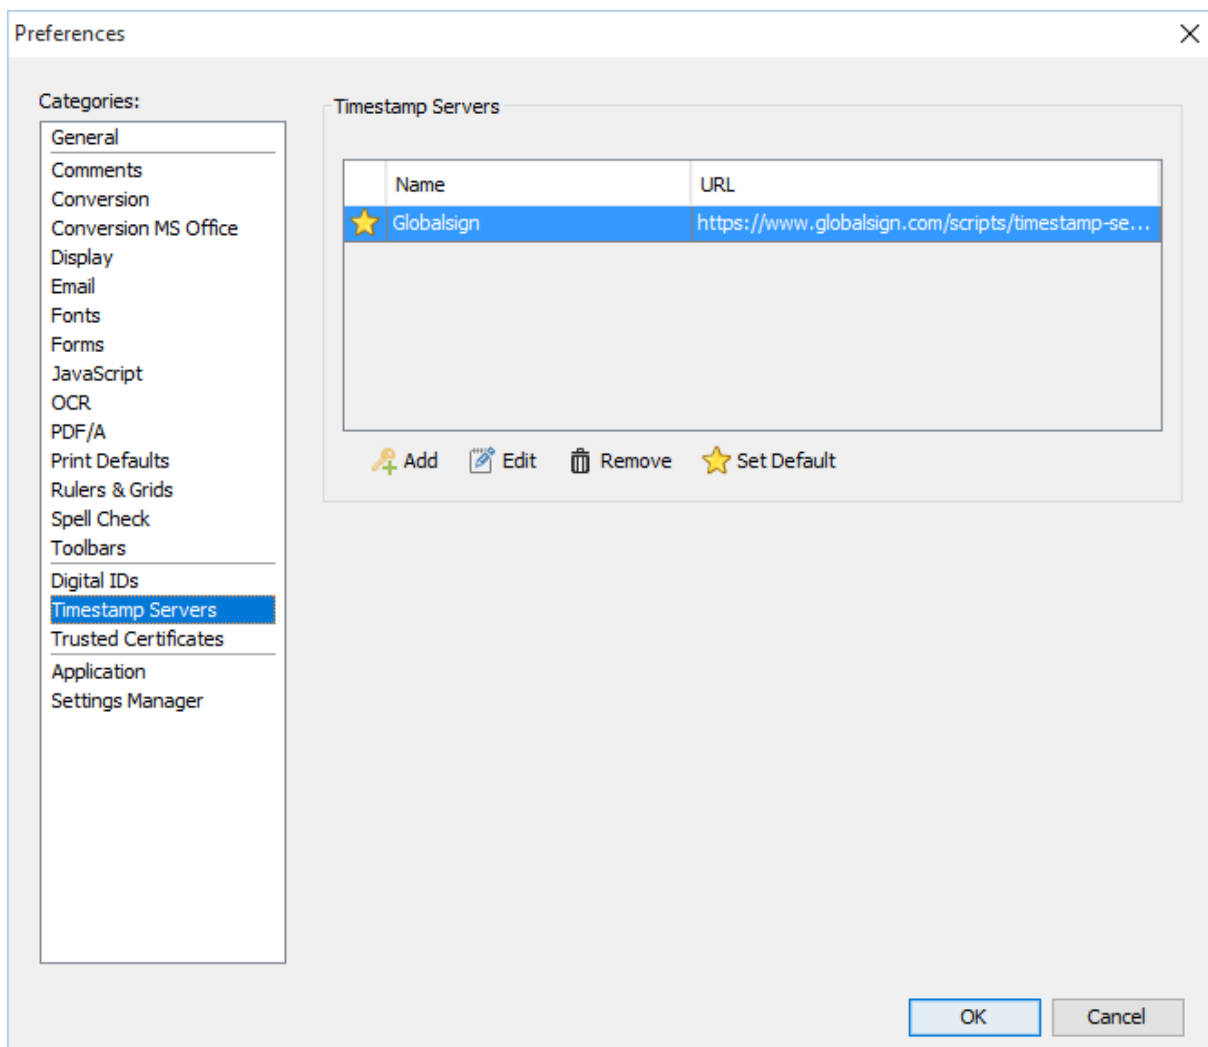 Preferences
Categories:
General
Comments
Conversion
Conversion MS Office
Display
Email
Fonts
Forms
JavaScript
OCR
PDF/A
Print Defaults
Rulers & Grids
Spell Check
Toolbars
Digital IDs
Timestamp Servers
Trusted Certificates
Application
Settings Manager
Timestamp Servers
Name URL
Globalsign https://www.globalsign.com/scripts/timestamp-se...
Add Edit Remove Set Default
OK Cancel